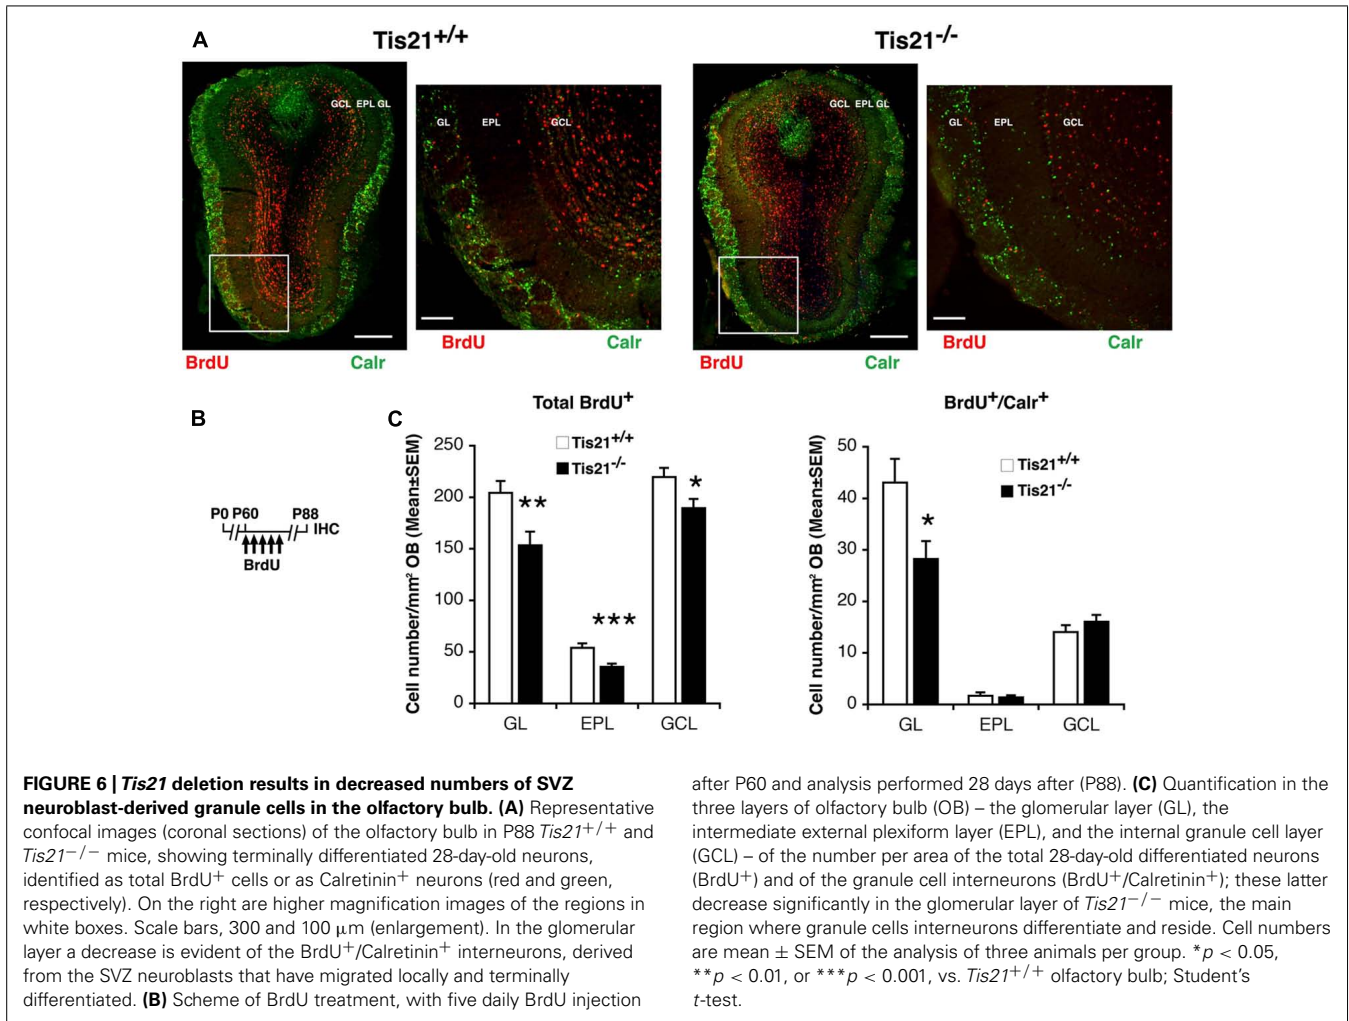 A
Tis21+/+
Tis21-/-
GCL EPL GL
GL EPL GCL
GCL EPL GL
GL EPL GCL
BrdU Calr
BrdU Calr
BrdU Calr
BrdU Calr
B
P0 P60 P88
IHC
BrdU
C
Total BrdU+
Tis21+/+
Tis21-/-
Cell number/mm² OB (Mean±SEM)
250
200
150
100
50
0
**
***
*
GL EPL GCL
BrdU+/Calr+
Tis21+/+
Tis21-/-
Cell number/mm² OB (Mean±SEM)
50
40
30
20
10
0
*
GL EPL GCL
FIGURE 6 | Tis21 deletion results in decreased numbers of SVZ
neuroblast-derived granule cells in the olfactory bulb. (A) Representative
confocal images (coronal sections) of the olfactory bulb in P88 Tis21+/+ and
Tis21−/− mice, showing terminally differentiated 28-day-old neurons,
identified as total BrdU+ cells or as Calretinin+ neurons (red and green,
respectively). On the right are higher magnification images of the regions in
white boxes. Scale bars, 300 and 100 μm (enlargement). In the glomerular
layer a decrease is evident of the BrdU+/Calretinin+ interneurons, derived
from the SVZ neuroblasts that have migrated locally and terminally
differentiated. (B) Scheme of BrdU treatment, with five daily BrdU injection
after P60 and analysis performed 28 days after (P88). (C) Quantification in the
three layers of olfactory bulb (OB) – the glomerular layer (GL), the
intermediate external plexiform layer (EPL), and the internal granule cell layer
(GCL) – of the number per area of the total 28-day-old differentiated neurons
(BrdU+) and of the granule cell interneurons (BrdU+/Calretinin+); these latter
decrease significantly in the glomerular layer of Tis21−/− mice, the main
region where granule cells interneurons differentiate and reside. Cell numbers
are mean ± SEM of the analysis of three animals per group. *p < 0.05,
**p < 0.01, or ***p < 0.001, vs. Tis21+/+ olfactory bulb; Student's
t-test.